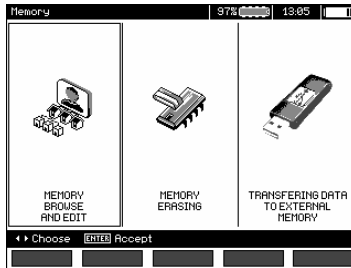 Memory 97% 13:05
MEMORY
BROWSE
AND EDIT
MEMORY
ERASING
TRANSFERING DATA
TO EXTERNAL
MEMORY
Choose ENTER Accept